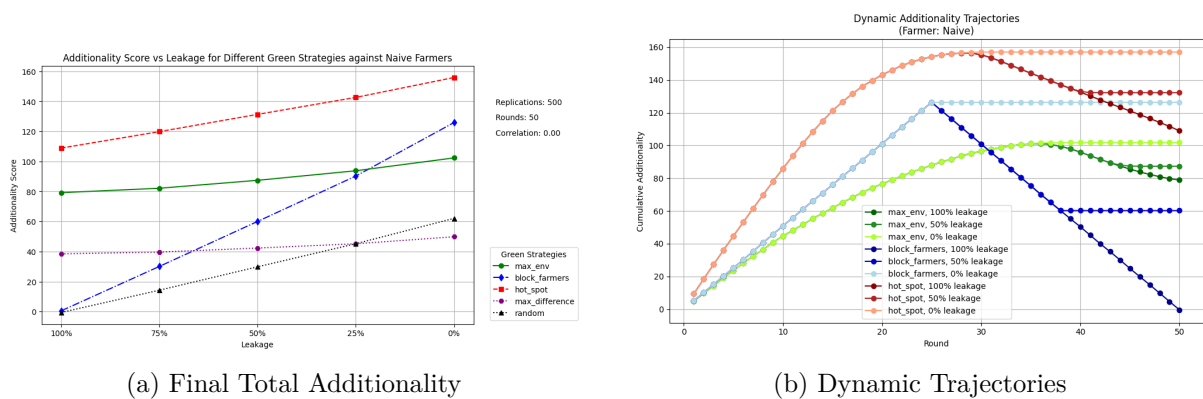 Additionality Score vs Leakage for Different Green Strategies against Naive Farmers
160
140
120
100
80
60
40
20
0
Additionality Score
100%
75%
50%
25%
0%
Leakage
Replications: 500
Rounds: 50
Correlation: 0.00
Green Strategies
max_env
block_farmers
hot_spot
max_difference
random
(a) Final Total Additionality
Dynamic Additionality Trajectories
(Farmer: Naive)
160
140
120
100
80
60
40
20
0
Cumulative Additionality
0
10
20
30
40
50
Round
max_env, 100% leakage
max_env, 50% leakage
max_env, 0% leakage
block_farmers, 100% leakage
block_farmers, 50% leakage
block_farmers, 0% leakage
hot_spot, 100% leakage
hot_spot, 50% leakage
hot_spot, 0% leakage
(b) Dynamic Trajectories